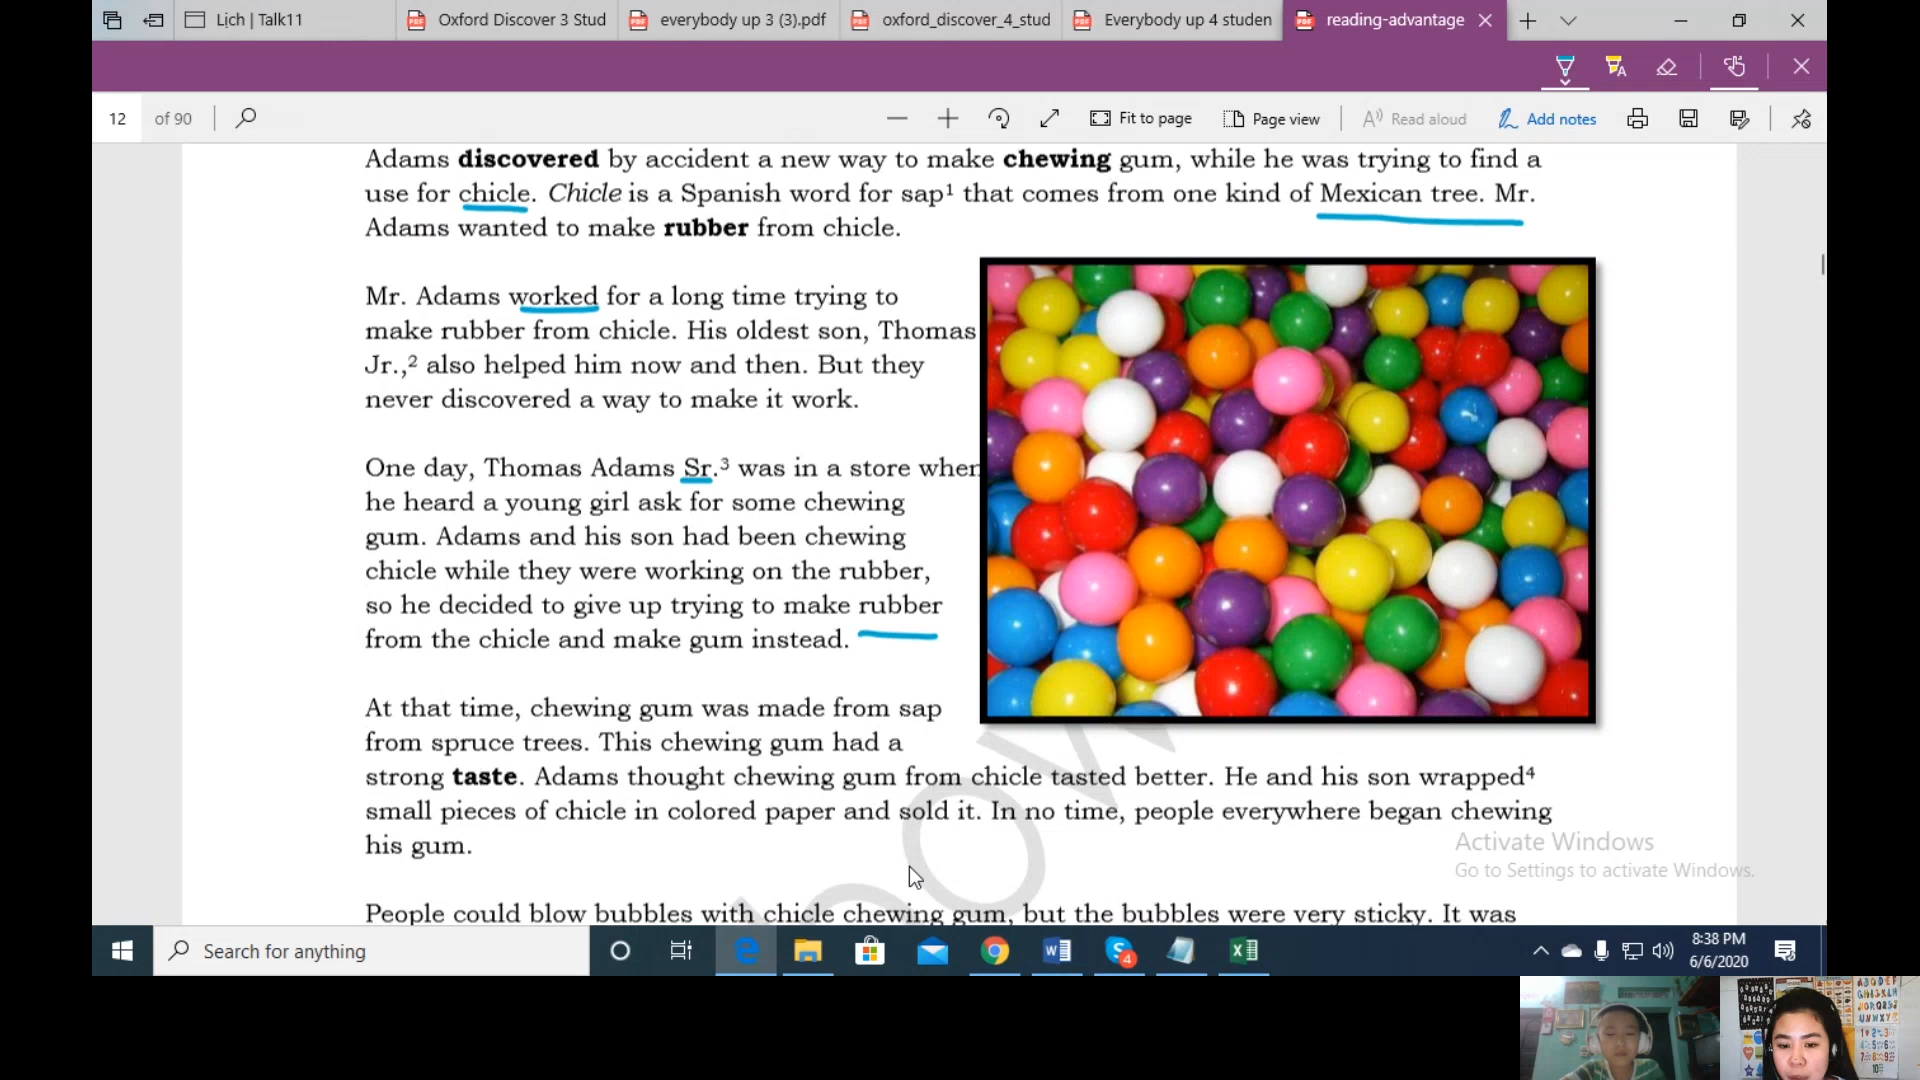 Lịch | Talk11
Oxford Discover 3 Stud
everybody up 3 (3).pdf
oxford_discover_4_stud
Everybody up 4 studen
reading-advantage
12 of 90
Fit to page
Page view
Read aloud
Add notes
Adams discovered by accident a new way to make chewing gum, while he was trying to find a
use for chicle. Chicle is a Spanish word for sap¹ that comes from one kind of Mexican tree. Mr.
Adams wanted to make rubber from chicle.
Mr. Adams worked for a long time trying to
make rubber from chicle. His oldest son, Thomas
Jr.,² also helped him now and then. But they
never discovered a way to make it work.
One day, Thomas Adams Sr.³ was in a store when
he heard a young girl ask for some chewing
gum. Adams and his son had been chewing
chicle while they were working on the rubber,
so he decided to give up trying to make rubber
from the chicle and make gum instead.
At that time, chewing gum was made from sap
from spruce trees. This chewing gum had a
strong taste. Adams thought chewing gum from chicle tasted better. He and his son wrapped⁴
small pieces of chicle in colored paper and sold it. In no time, people everywhere began chewing
his gum.
People could blow bubbles with chicle chewing gum, but the bubbles were very sticky. It was
Activate Windows
Go to Settings to activate Windows.
Search for anything
4
8:38 PM
6/6/2020